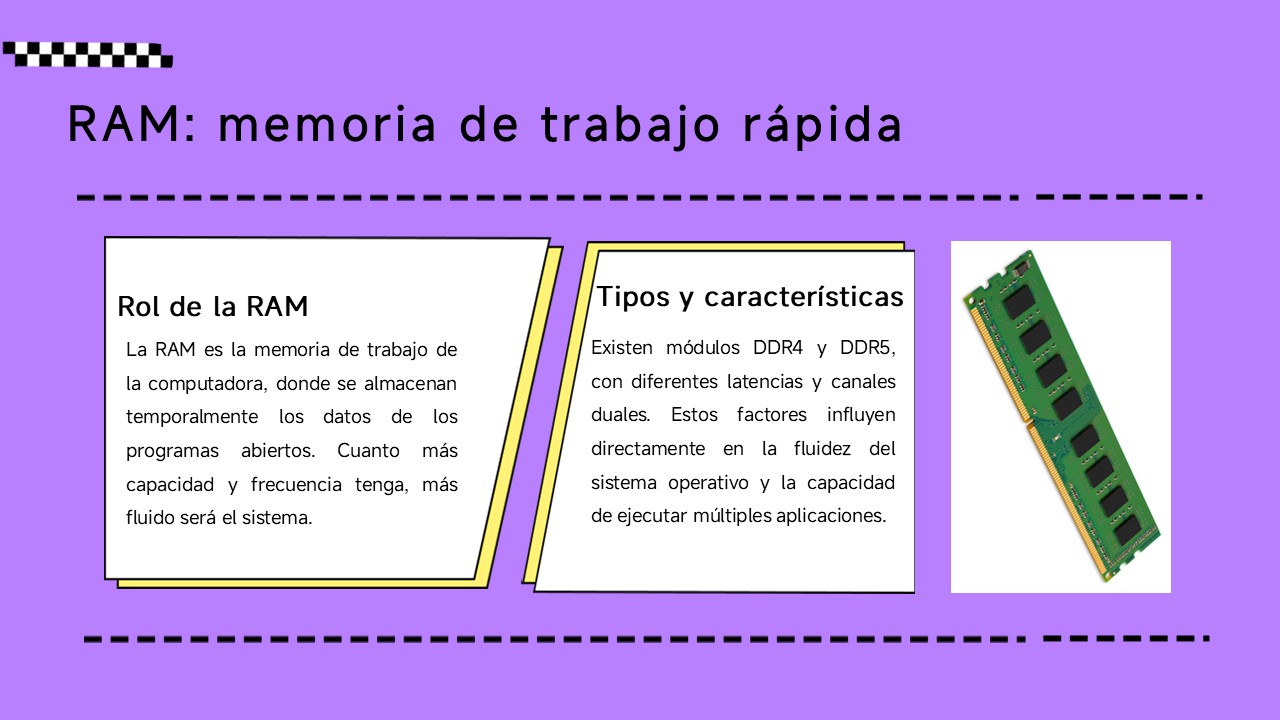 RAM: memoria de trabajo rápida
Rol de la RAM
La RAM es la memoria de trabajo de
la computadora, donde se almacenan
temporalmente los datos de los
programas abiertos. Cuanto más
capacidad y frecuencia tenga, más
fluido será el sistema.
Tipos y características
Existen módulos DDR4 y DDR5,
con diferentes latencias y canales
duales. Estos factores influyen
directamente en la fluidez del
sistema operativo y la capacidad
de ejecutar múltiples aplicaciones.